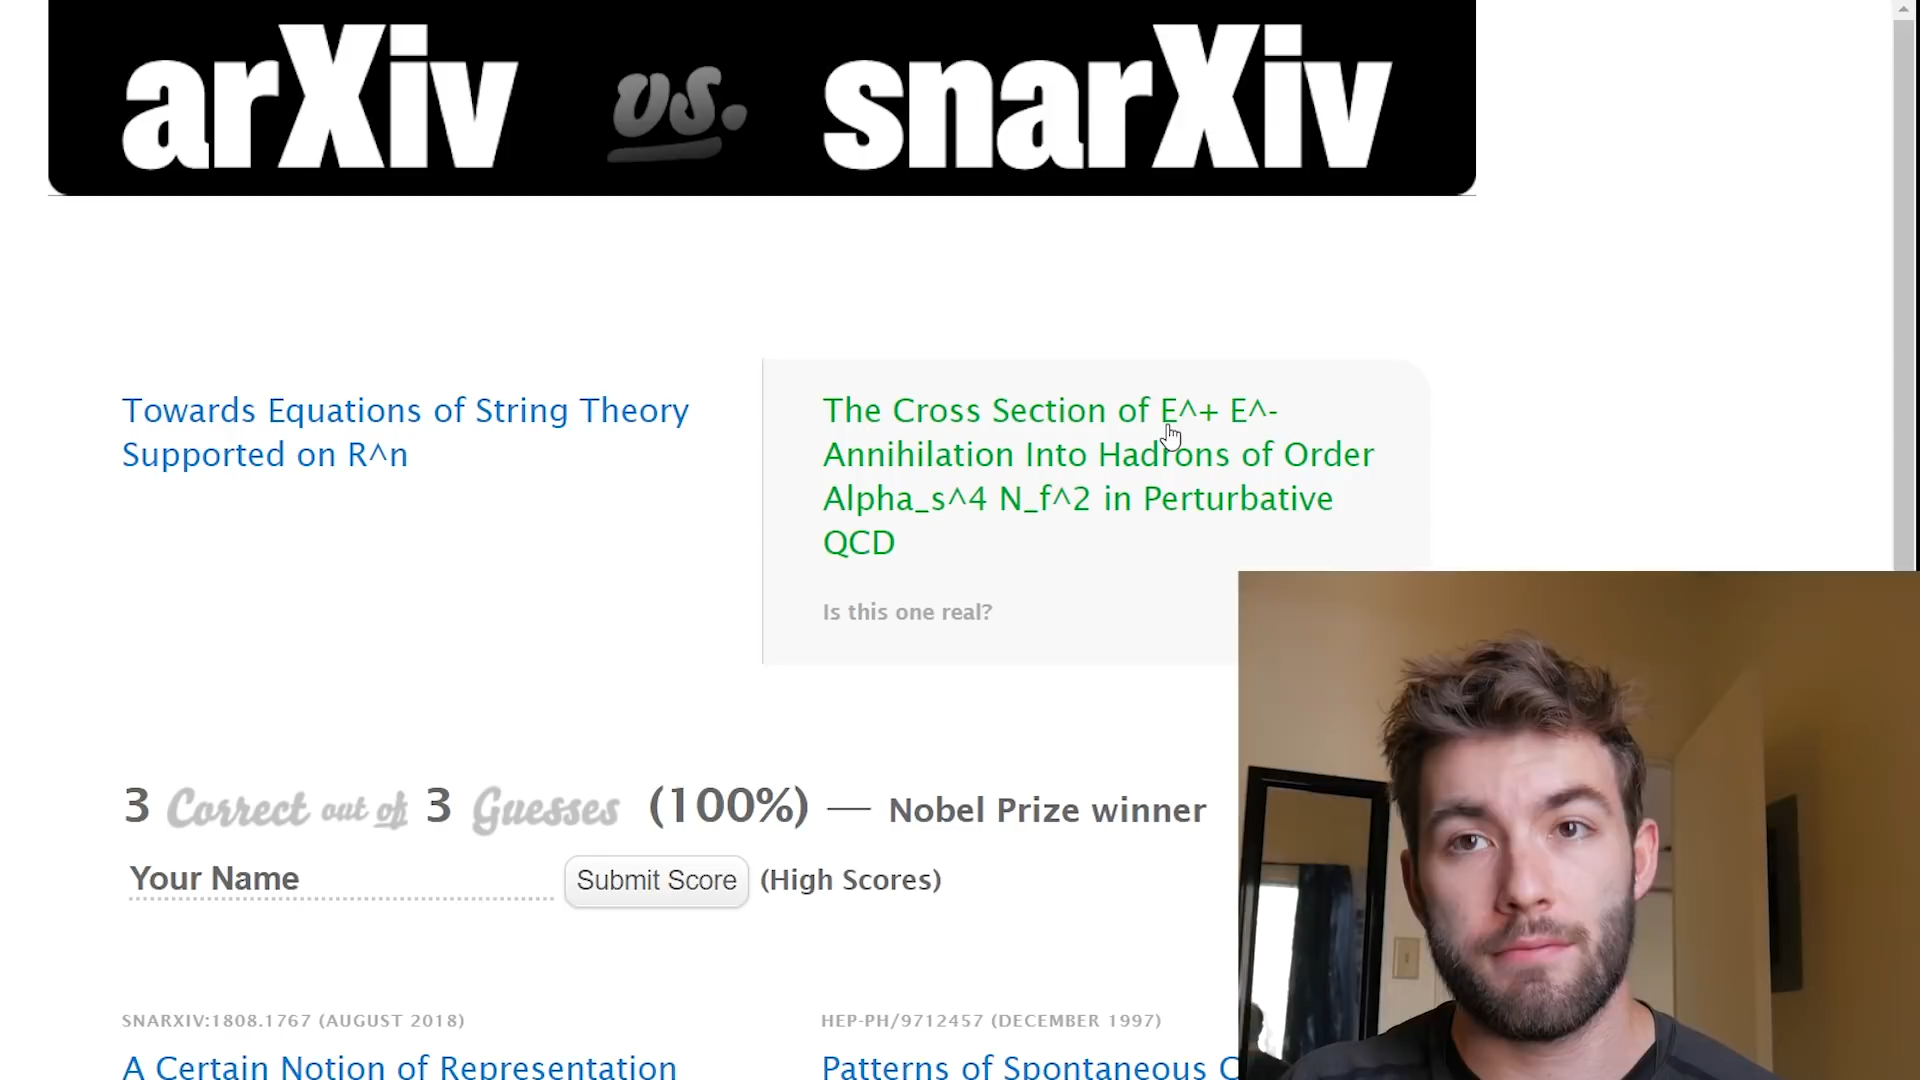 arXiv vs. snarXiv
Towards Equations of String Theory
Supported on R^n
The Cross Section of E^+ E^-
Annihilation Into Hadrons of Order
Alpha_s^4 N_f^2 in Perturbative
QCD
Is this one real?
3 Correct out of 3 Guesses (100%) — Nobel Prize winner
Your Name
Submit Score (High Scores)
SNARXIV:1808.1767 (AUGUST 2018)
HEP-PH/9712457 (DECEMBER 1997)
A Certain Notion of Representation
Patterns of Spontaneous